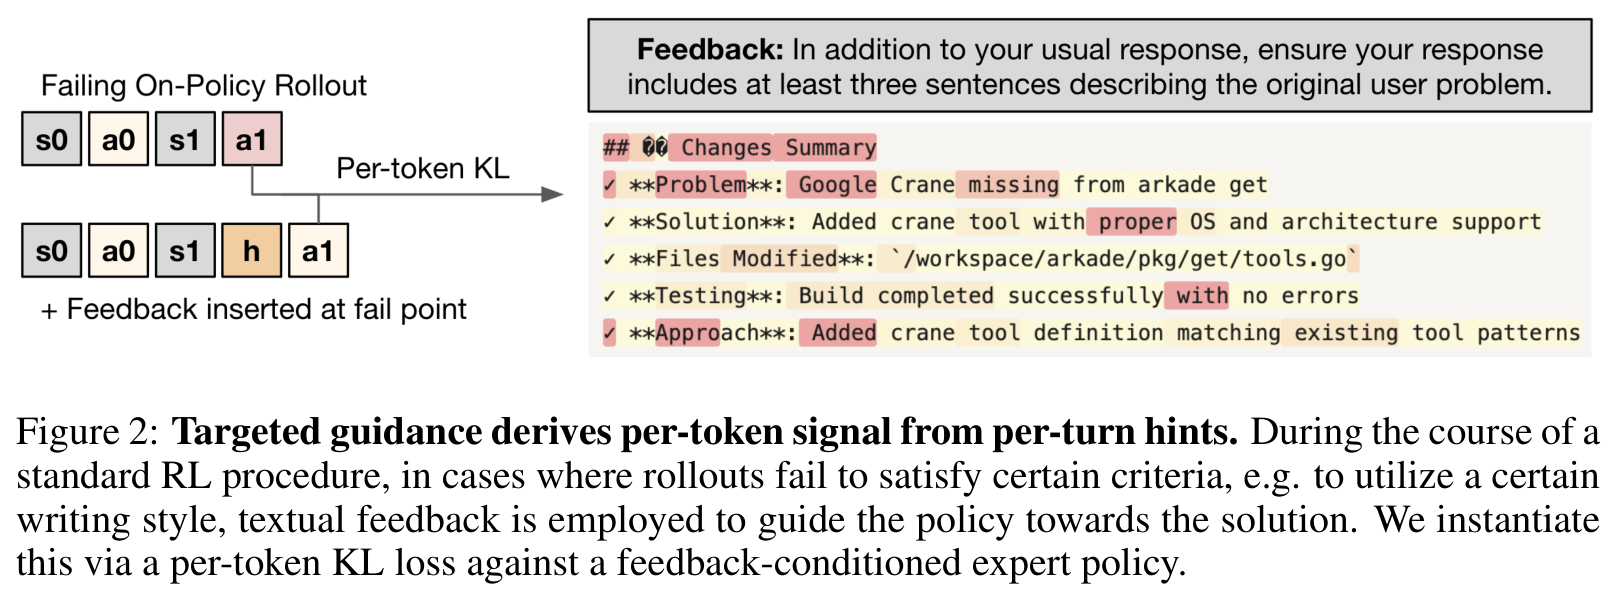 Failing On-Policy Rollout
s0 a0 s1 a1
Per-token KL
s0 a0 s1 h a1
+ Feedback inserted at fail point
Feedback: In addition to your usual response, ensure your response
includes at least three sentences describing the original user problem.
## �� Changes Summary
✓ **Problem**: Google Crane missing from arkade get
✓ **Solution**: Added crane tool with proper OS and architecture support
✓ **Files Modified**: `/workspace/arkade/pkg/get/tools.go`
✓ **Testing**: Build completed successfully with no errors
✓ **Approach**: Added crane tool definition matching existing tool patterns
Figure 2: Targeted guidance derives per-token signal from per-turn hints. During the course of a
standard RL procedure, in cases where rollouts fail to satisfy certain criteria, e.g. to utilize a certain
writing style, textual feedback is employed to guide the policy towards the solution. We instantiate
this via a per-token KL loss against a feedback-conditioned expert policy.